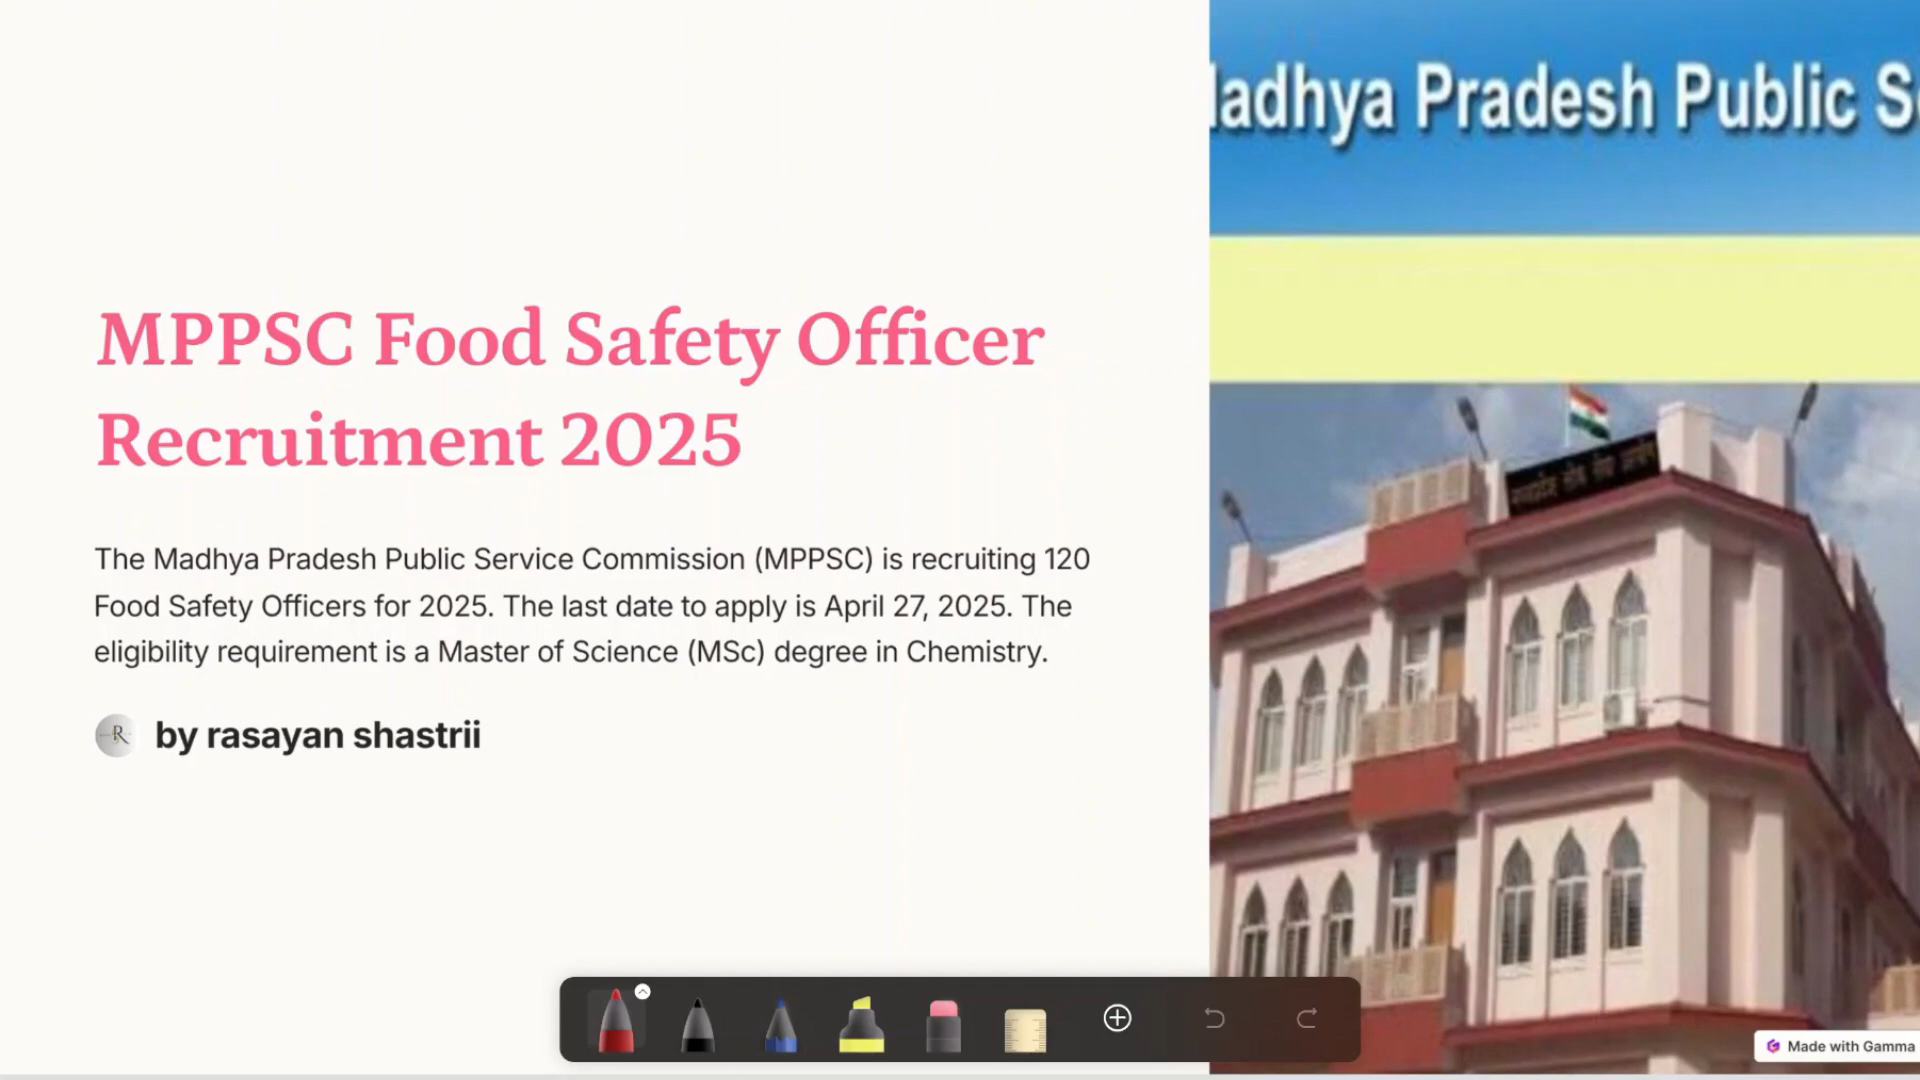 ladhya Pradesh Public S
MPPSC Food Safety Officer
Recruitment 2025
The Madhya Pradesh Public Service Commission (MPPSC) is recruiting 120
Food Safety Officers for 2025. The last date to apply is April 27, 2025. The
eligibility requirement is a Master of Science (MSc) degree in Chemistry.
R
by rasayan shastrii
Made with Gamma